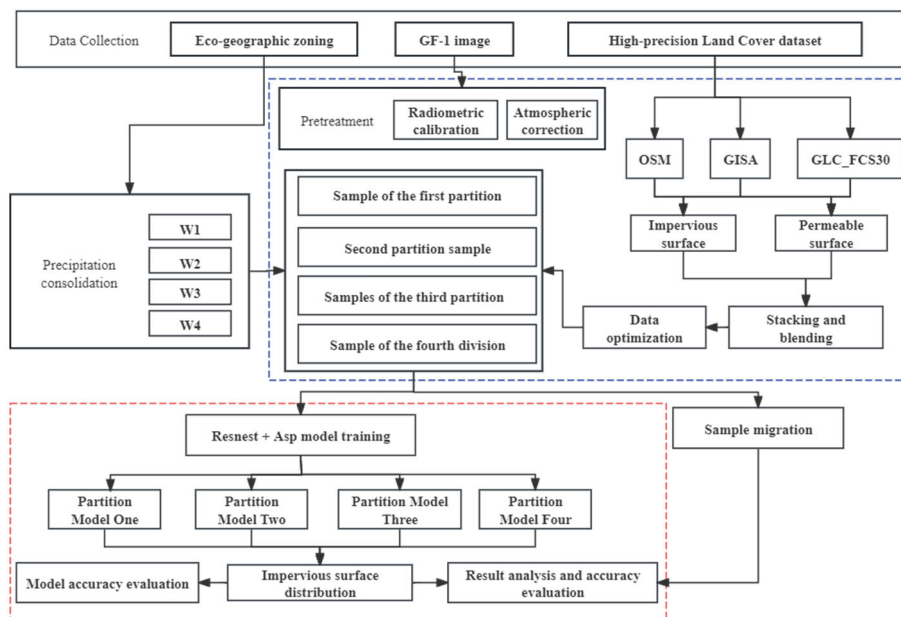 Data Collection
Eco-geographic zoning
GF-1 image
High-precision Land Cover dataset
Pretreatment
Radiometric
calibration
Atmospheric
correction
OSM
GISA
GLC_FCS30
Impervious
surface
Permeable
surface
Precipitation
consolidation
W1
W2
W3
W4
Sample of the first partition
Second partition sample
Samples of the third partition
Sample of the fourth division
Data
optimization
Stacking and
blending
Resnest + Asp model training
Sample migration
Partition
Model One
Partition
Model Two
Partition Model
Three
Partition
Model Four
Model accuracy evaluation
Impervious surface
distribution
Result analysis and accuracy
evaluation